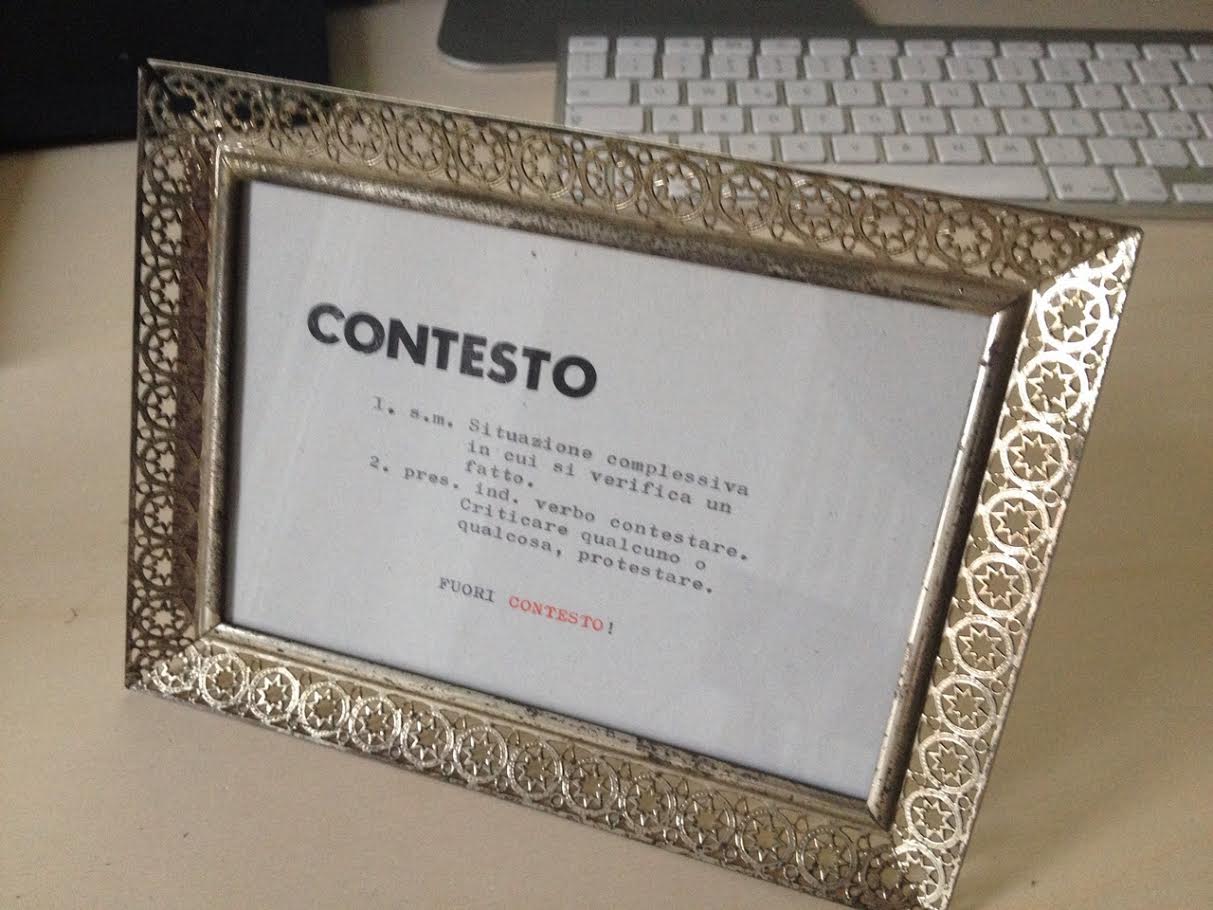 CONTESTO
1. s.m. Situazione complessiva
in cui si verifica un
fatto.
2. pres. ind. verbo contestare.
Criticare qualcuno o
qualcosa, protestare.
FUORI CONTESTO!